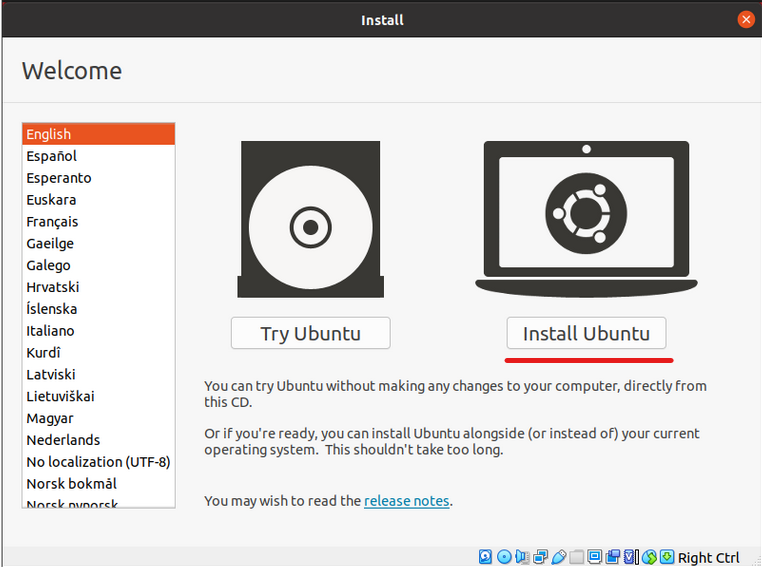 Install
Welcome
English
Español
Esperanto
Euskara
Français
Gaeilge
Galego
Hrvatski
Íslenska
Italiano
Kurdî
Latviski
Lietuviškai
Magyar
Nederlands
No localization (UTF-8)
Norsk bokmål
Norsk nynorsk
Try Ubuntu
Install Ubuntu
You can try Ubuntu without making any changes to your computer, directly from
this CD.
Or if you're ready, you can install Ubuntu alongside (or instead of) your current
operating system. This shouldn't take too long.
You may wish to read the release notes.
Right Ctrl